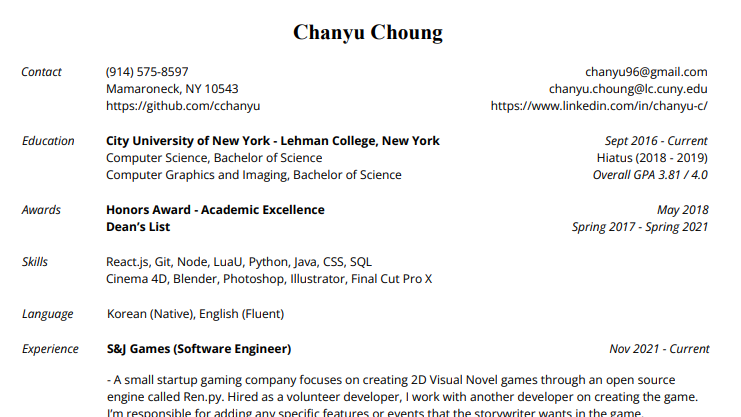 Chanyu Choung
Contact (914) 575-8597 chanyu96@gmail.com
Mamaroneck, NY 10543 chanyu.choung@lc.cuny.edu
https://github.com/cchanyu https://www.linkedin.com/in/chanyu-c/
Education City University of New York - Lehman College, New York Sept 2016 - Current
Computer Science, Bachelor of Science Hiatus (2018 - 2019)
Computer Graphics and Imaging, Bachelor of Science Overall GPA 3.81 / 4.0
Awards Honors Award - Academic Excellence May 2018
Dean’s List Spring 2017 - Spring 2021
Skills React.js, Git, Node, LuaU, Python, Java, CSS, SQL
Cinema 4D, Blender, Photoshop, Illustrator, Final Cut Pro X
Language Korean (Native), English (Fluent)
Experience S&J Games (Software Engineer) Nov 2021 - Current
- A small startup gaming company focuses on creating 2D Visual Novel games through an open source
engine called Ren.py. Hired as a volunteer developer, I work with another developer on creating the game.
I’m responsible for adding any specific features or events that the storywriter wants in the game.